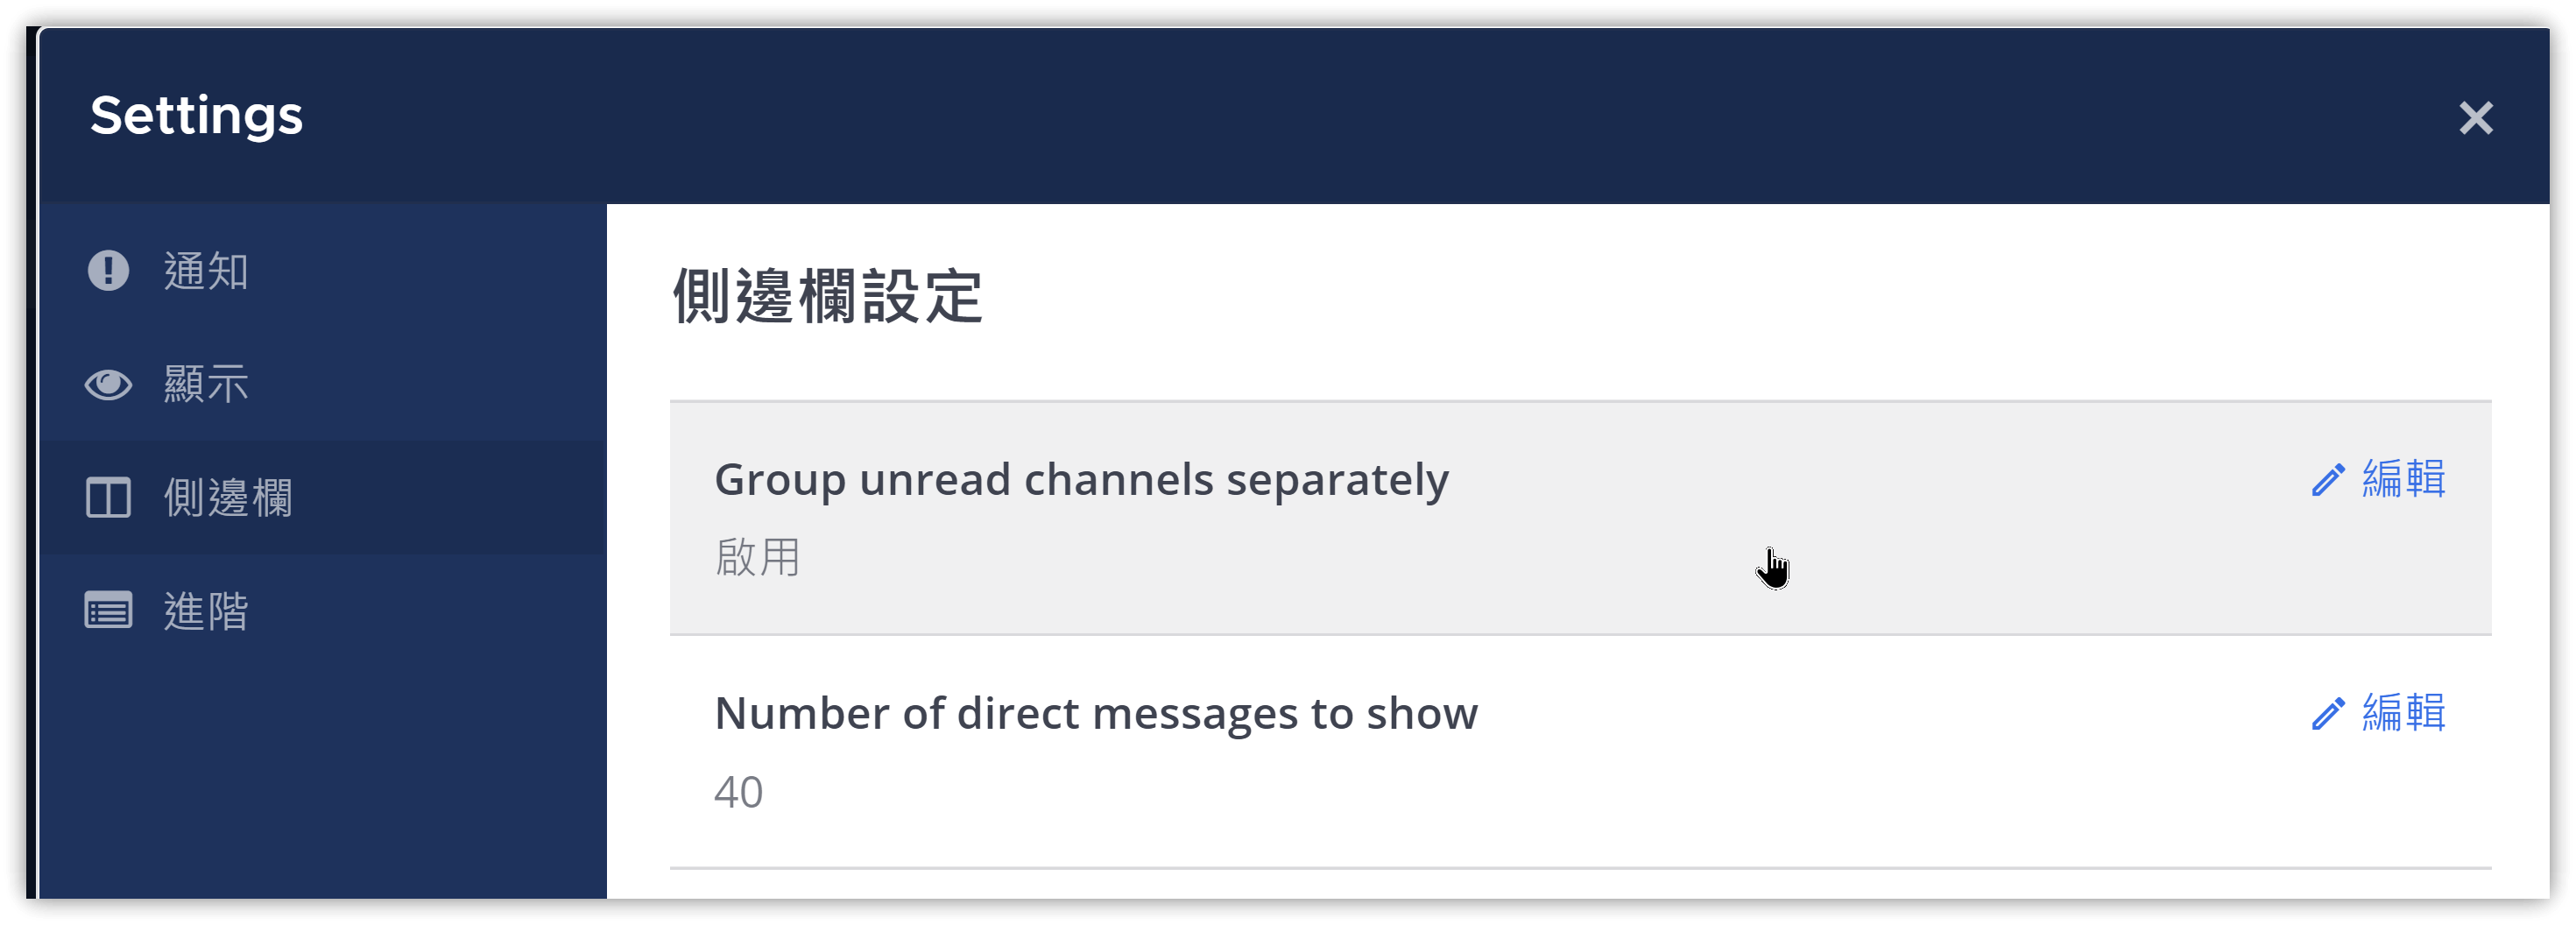 Settings
通知
顯示
側邊欄
進階
側邊欄設定
Group unread channels separately
編輯
啟用
Number of direct messages to show
編輯
40